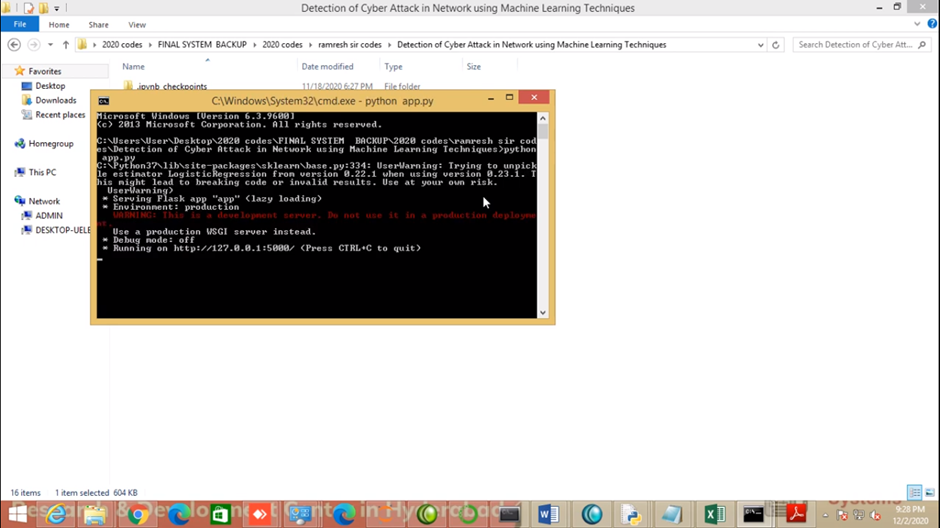 Detection of Cyber Attack in Network using Machine Learning Techniques
File Home Share View
2020 codes FINAL SYSTEM BACKUP 2020 codes ramresh sir codes Detection of Cyber Attack in Network using Machine Learning Techniques
Search Detection of Cyber Att...
Name Date modified Type Size
Favorites
Desktop
Downloads
Recent places
Homegroup
This PC
Network
ADMIN
DESKTOP-UELE
.ipynb_checkpoints 11/18/2020 6:27 PM File folder
C:\Windows\System32\cmd.exe - python app.py
Microsoft Windows [Version 6.3.9600]
(c) 2013 Microsoft Corporation. All rights reserved.
C:\Users\User\Desktop\2020 codes\FINAL SYSTEM BACKUP\2020 codes\ramresh sir cod
es\Detection of Cyber Attack in Network using Machine Learning Techniques>python
app.py
C:\Python37\lib\site-packages\sklearn\base.py:334: UserWarning: Trying to unpick
le estimator LogisticRegression from version 0.22.1 when using version 0.23.1. T
his might lead to breaking code or invalid results. Use at your own risk.
UserWarning)
* Serving Flask app "app" (lazy loading)
* Environment: production
WARNING: This is a development server. Do not use it in a production deployme
nt.
Use a production WSGI server instead.
* Debug mode: off
* Running on http://127.0.0.1:5000/ (Press CTRL+C to quit)
16 items 1 item selected 604 KB
Systems
9:28 PM
12/2/2020